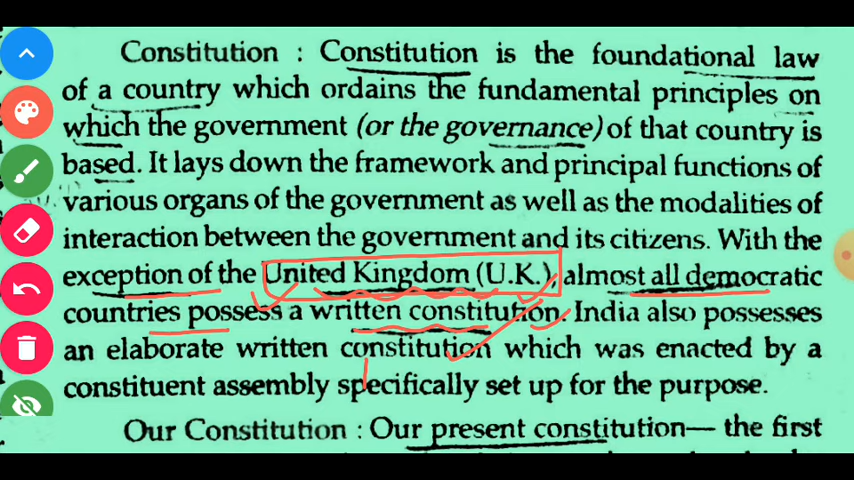 Constitution : Constitution is the foundational law
of a country which ordains the fundamental principles on
which the government (or the governance) of that country is
based. It lays down the framework and principal functions of
various organs of the government as well as the modalities of
interaction between the government and its citizens. With the
exception of the United Kingdom (U.K.), almost all democratic
countries possess a written constitution. India also possesses
an elaborate written constitution which was enacted by a
constituent assembly specifically set up for the purpose.
Our Constitution : Our present constitution— the first